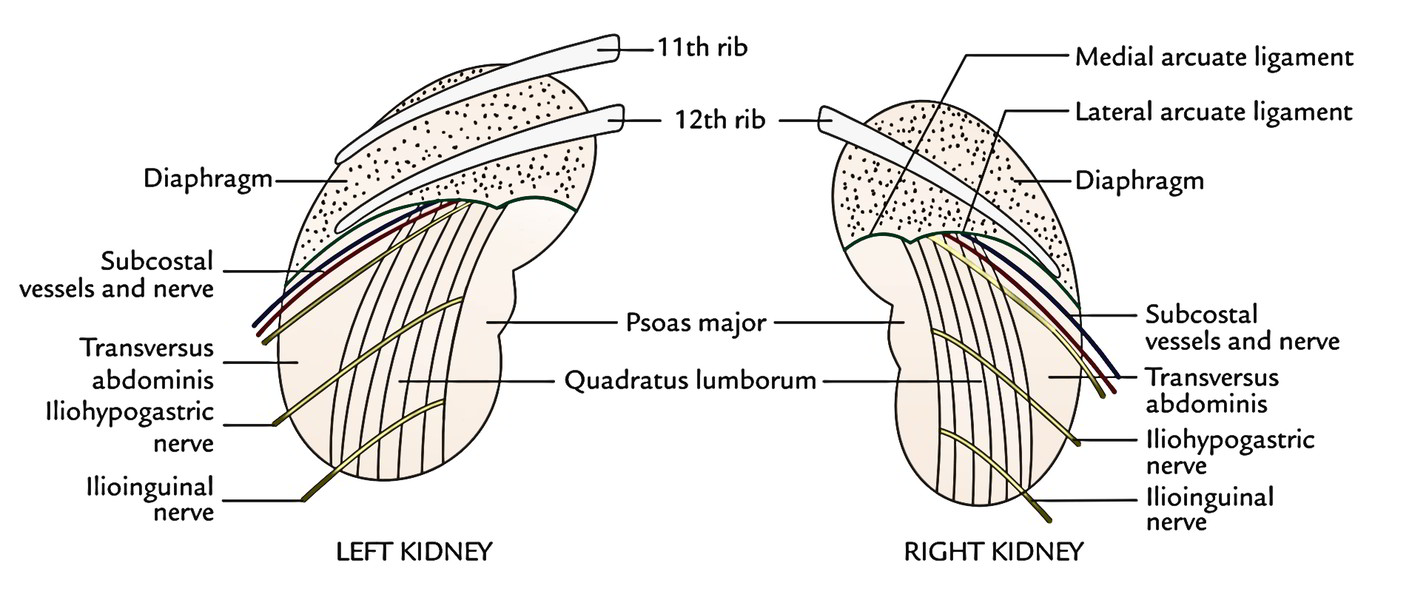 11th rib
12th rib
Medial arcuate ligament
Lateral arcuate ligament
Diaphragm
Diaphragm
Subcostal
vessels and nerve
Subcostal
vessels and nerve
Psoas major
Transversus
abdominis
Quadratus lumborum
Transversus
abdominis
Iliohypogastric
nerve
Iliohypogastric
nerve
Ilioinguinal
nerve
Ilioinguinal
nerve
LEFT KIDNEY
RIGHT KIDNEY